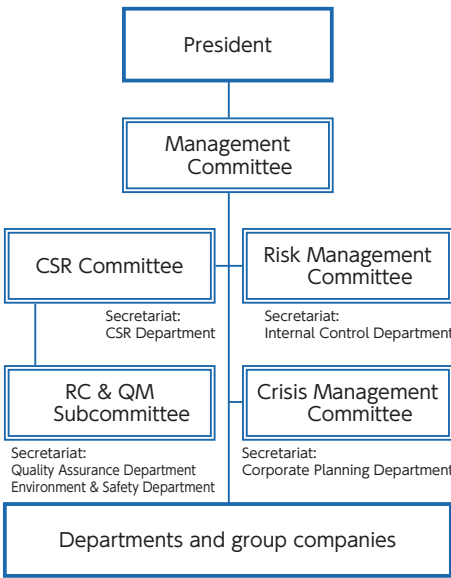 President
Management
Committee
CSR Committee
Risk Management
Committee
Secretariat:
CSR Department
Secretariat:
Internal Control Department
RC & QM
Subcommittee
Crisis Management
Committee
Secretariat:
Quality Assurance Department
Environment & Safety Department
Secretariat:
Corporate Planning Department
Departments and group companies